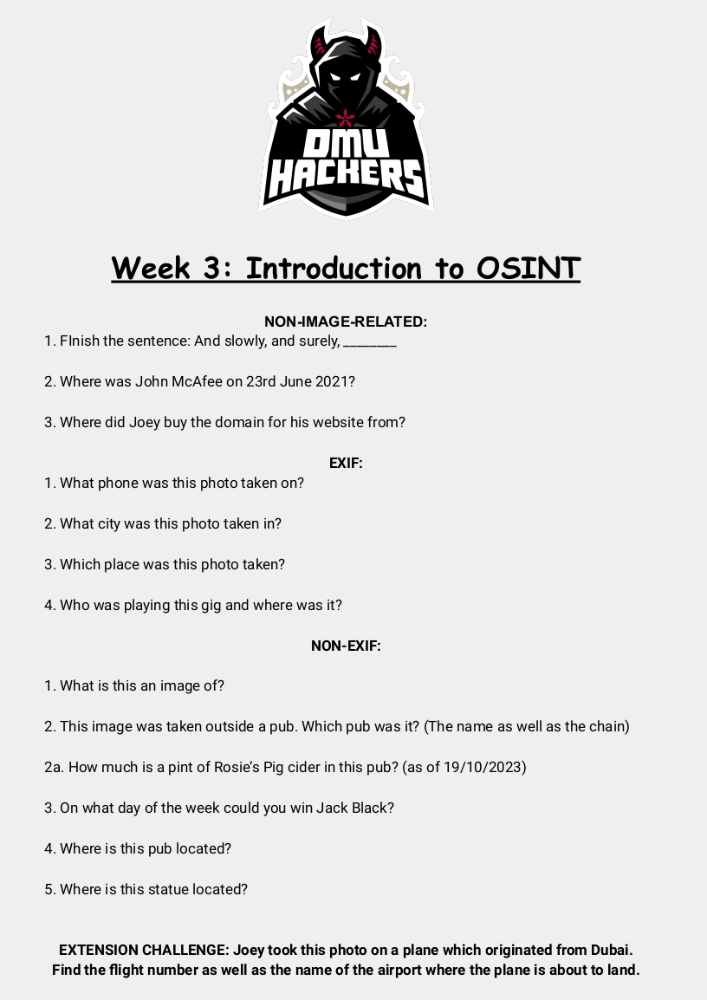 DMU
HACKERS
Week 3: Introduction to OSINT
NON-IMAGE-RELATED:
1. FInish the sentence: And slowly, and surely, ________
2. Where was John McAfee on 23rd June 2021?
3. Where did Joey buy the domain for his website from?
EXIF:
1. What phone was this photo taken on?
2. What city was this photo taken in?
3. Which place was this photo taken?
4. Who was playing this gig and where was it?
NON-EXIF:
1. What is this an image of?
2. This image was taken outside a pub. Which pub was it? (The name as well as the chain)
2a. How much is a pint of Rosie’s Pig cider in this pub? (as of 19/10/2023)
3. On what day of the week could you win Jack Black?
4. Where is this pub located?
5. Where is this statue located?
EXTENSION CHALLENGE: Joey took this photo on a plane which originated from Dubai.
Find the flight number as well as the name of the airport where the plane is about to land.